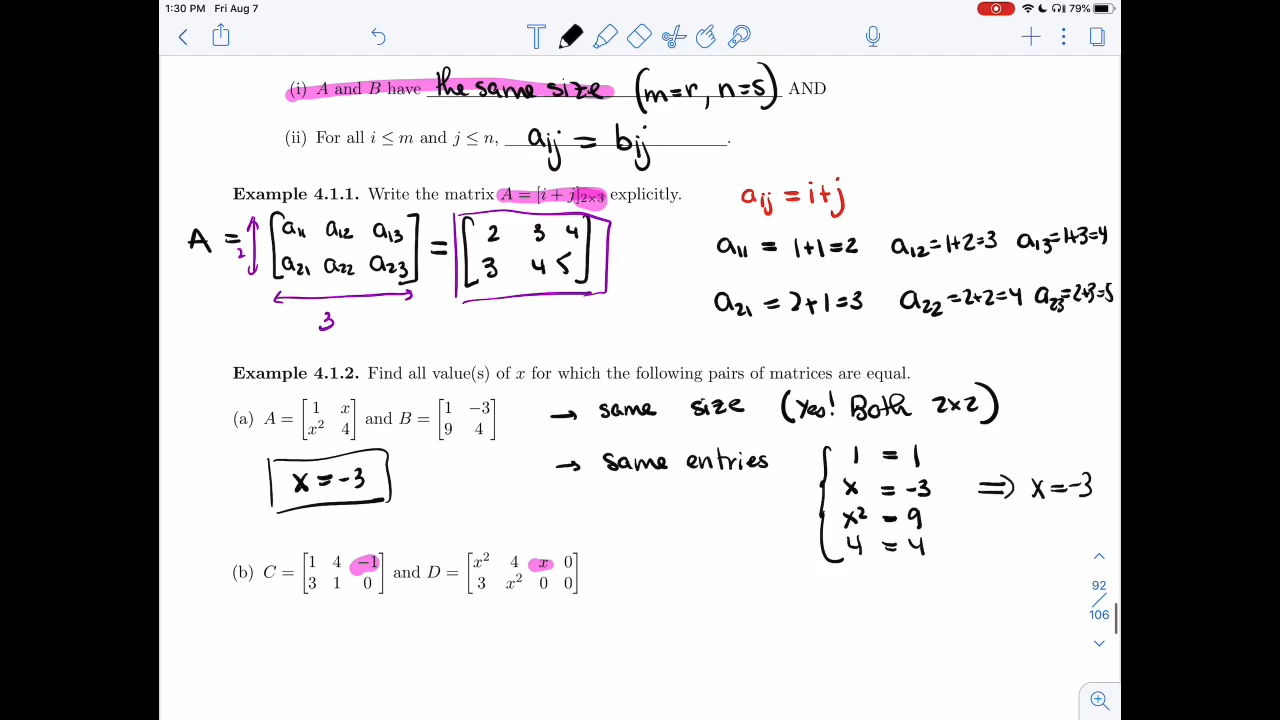 1:30 PM Fri Aug 7 79%
(i) A and B have the same size (m=r, n=s) AND
(ii) For all i ≤ m and j ≤ n, aij = bij.
Example 4.1.1. Write the matrix A = [i + j]2×3 explicitly.
aij = i+j
A = 2 [a11 a12 a13 = [2 3 4
a21 a22 a23] 3 4 5]
3
a11 = 1+1=2 a12=1+2=3 a13=1+3=4
a21 = 2+1=3 a22=2+2=4 a23=2+3=5
Example 4.1.2. Find all value(s) of x for which the following pairs of matrices are equal.
(a) A = [1 x and B = [1 −3
x² 4] 9 4]
→ same size (Yes! Both 2x2)
x = -3
→ same entries
1 = 1
x = -3 ⟹ x=-3
x² = 9
4 = 4
(b) C = [1 4 −1 and D = [x² 4 x 0
3 1 0] 3 x² 0 0]
92
106